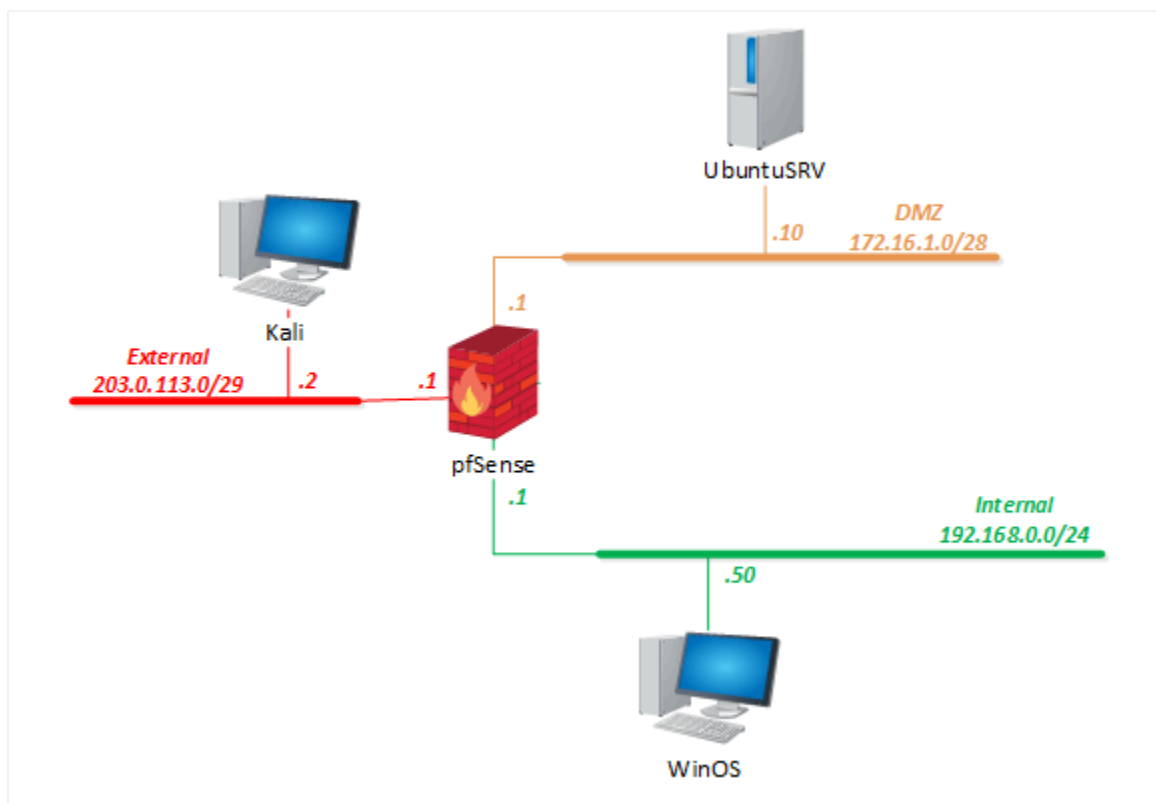 UbuntuSRV
DMZ
.10
172.16.1.0/28
.1
Kali
External
203.0.113.0/29
.2
.1
pfSense
.1
Internal
192.168.0.0/24
.50
WinOS